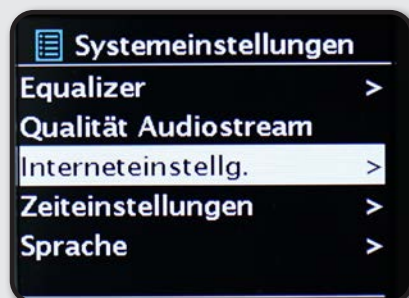 Systemeinstellungen
Equalizer >
Qualität Audiostream
Interneteinstellg. >
Zeiteinstellungen >
Sprache >